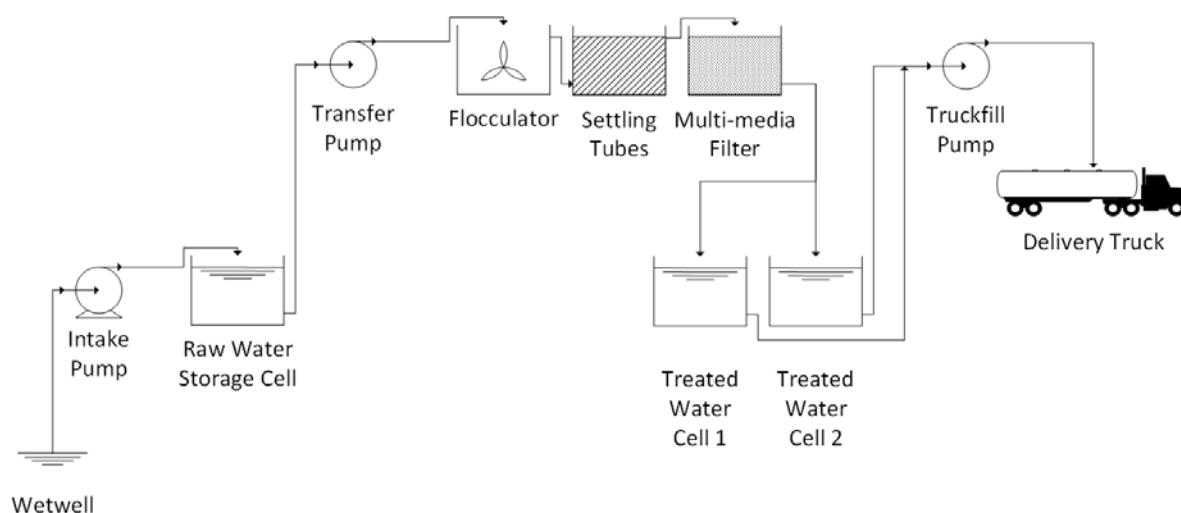 Transfer
Pump
Flocculator
Settling
Tubes
Multi-media
Filter
Truckfill
Pump
Delivery Truck
Intake
Pump
Raw Water
Storage Cell
Treated
Water
Cell 1
Treated
Water
Cell 2
Wetwell